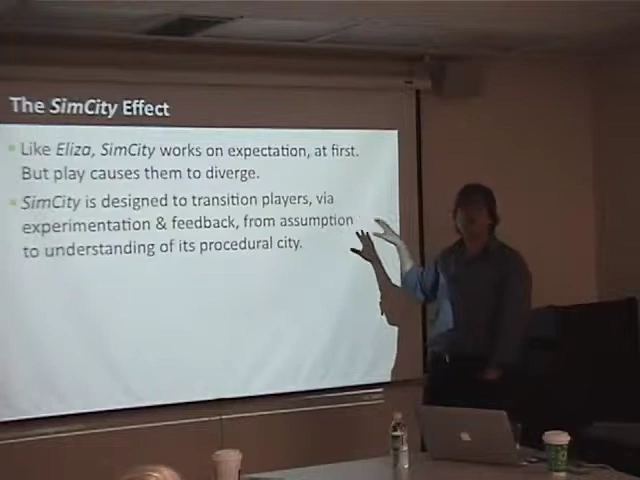 The SimCity Effect
Like Eliza, SimCity works on expectation, at first.
But play causes them to diverge.
SimCity is designed to transition players, via
experimentation & feedback, from assumption
to understanding of its procedural city.